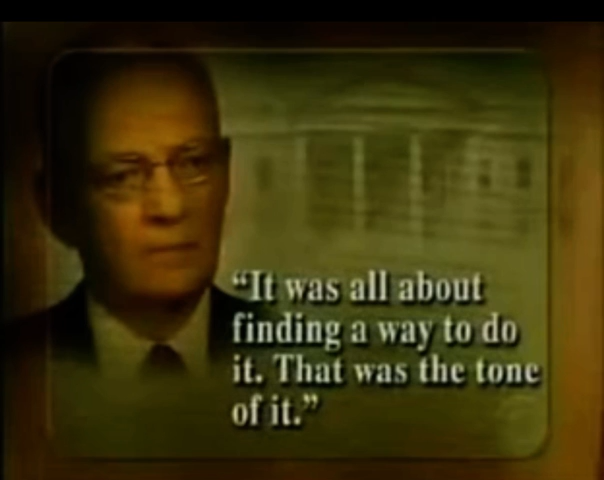 “It was all about
finding a way to do
it. That was the tone
of it.”